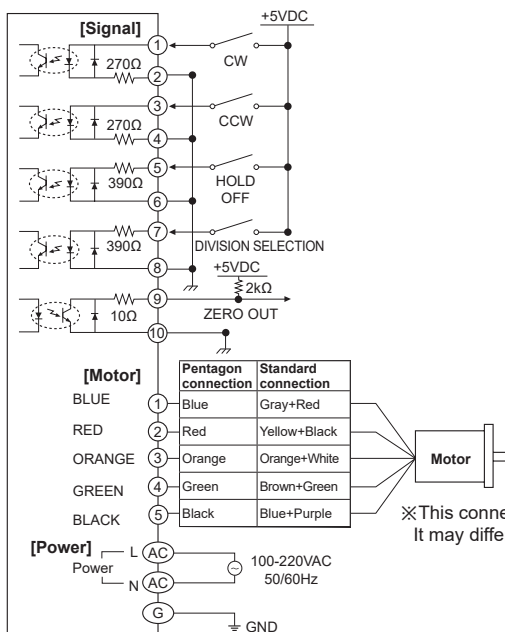 +5VDC
[Signal]
1
CW
270Ω
2
3
270Ω
CCW
4
5
390Ω
HOLD
OFF
6
7
390Ω
DIVISION SELECTION
8
+5VDC
2kΩ
9
10Ω
ZERO OUT
10
[Motor]
Pentagon connection
Standard connection
BLUE 1 Blue Gray+Red
RED 2 Red Yellow+Black
ORANGE 3 Orange Orange+White
GREEN 4 Green Brown+Green
BLACK 5 Black Blue+Purple
Motor
※This conne
It may differe
[Power]
Power
L AC
N AC
100-220VAC
50/60Hz
G
GND